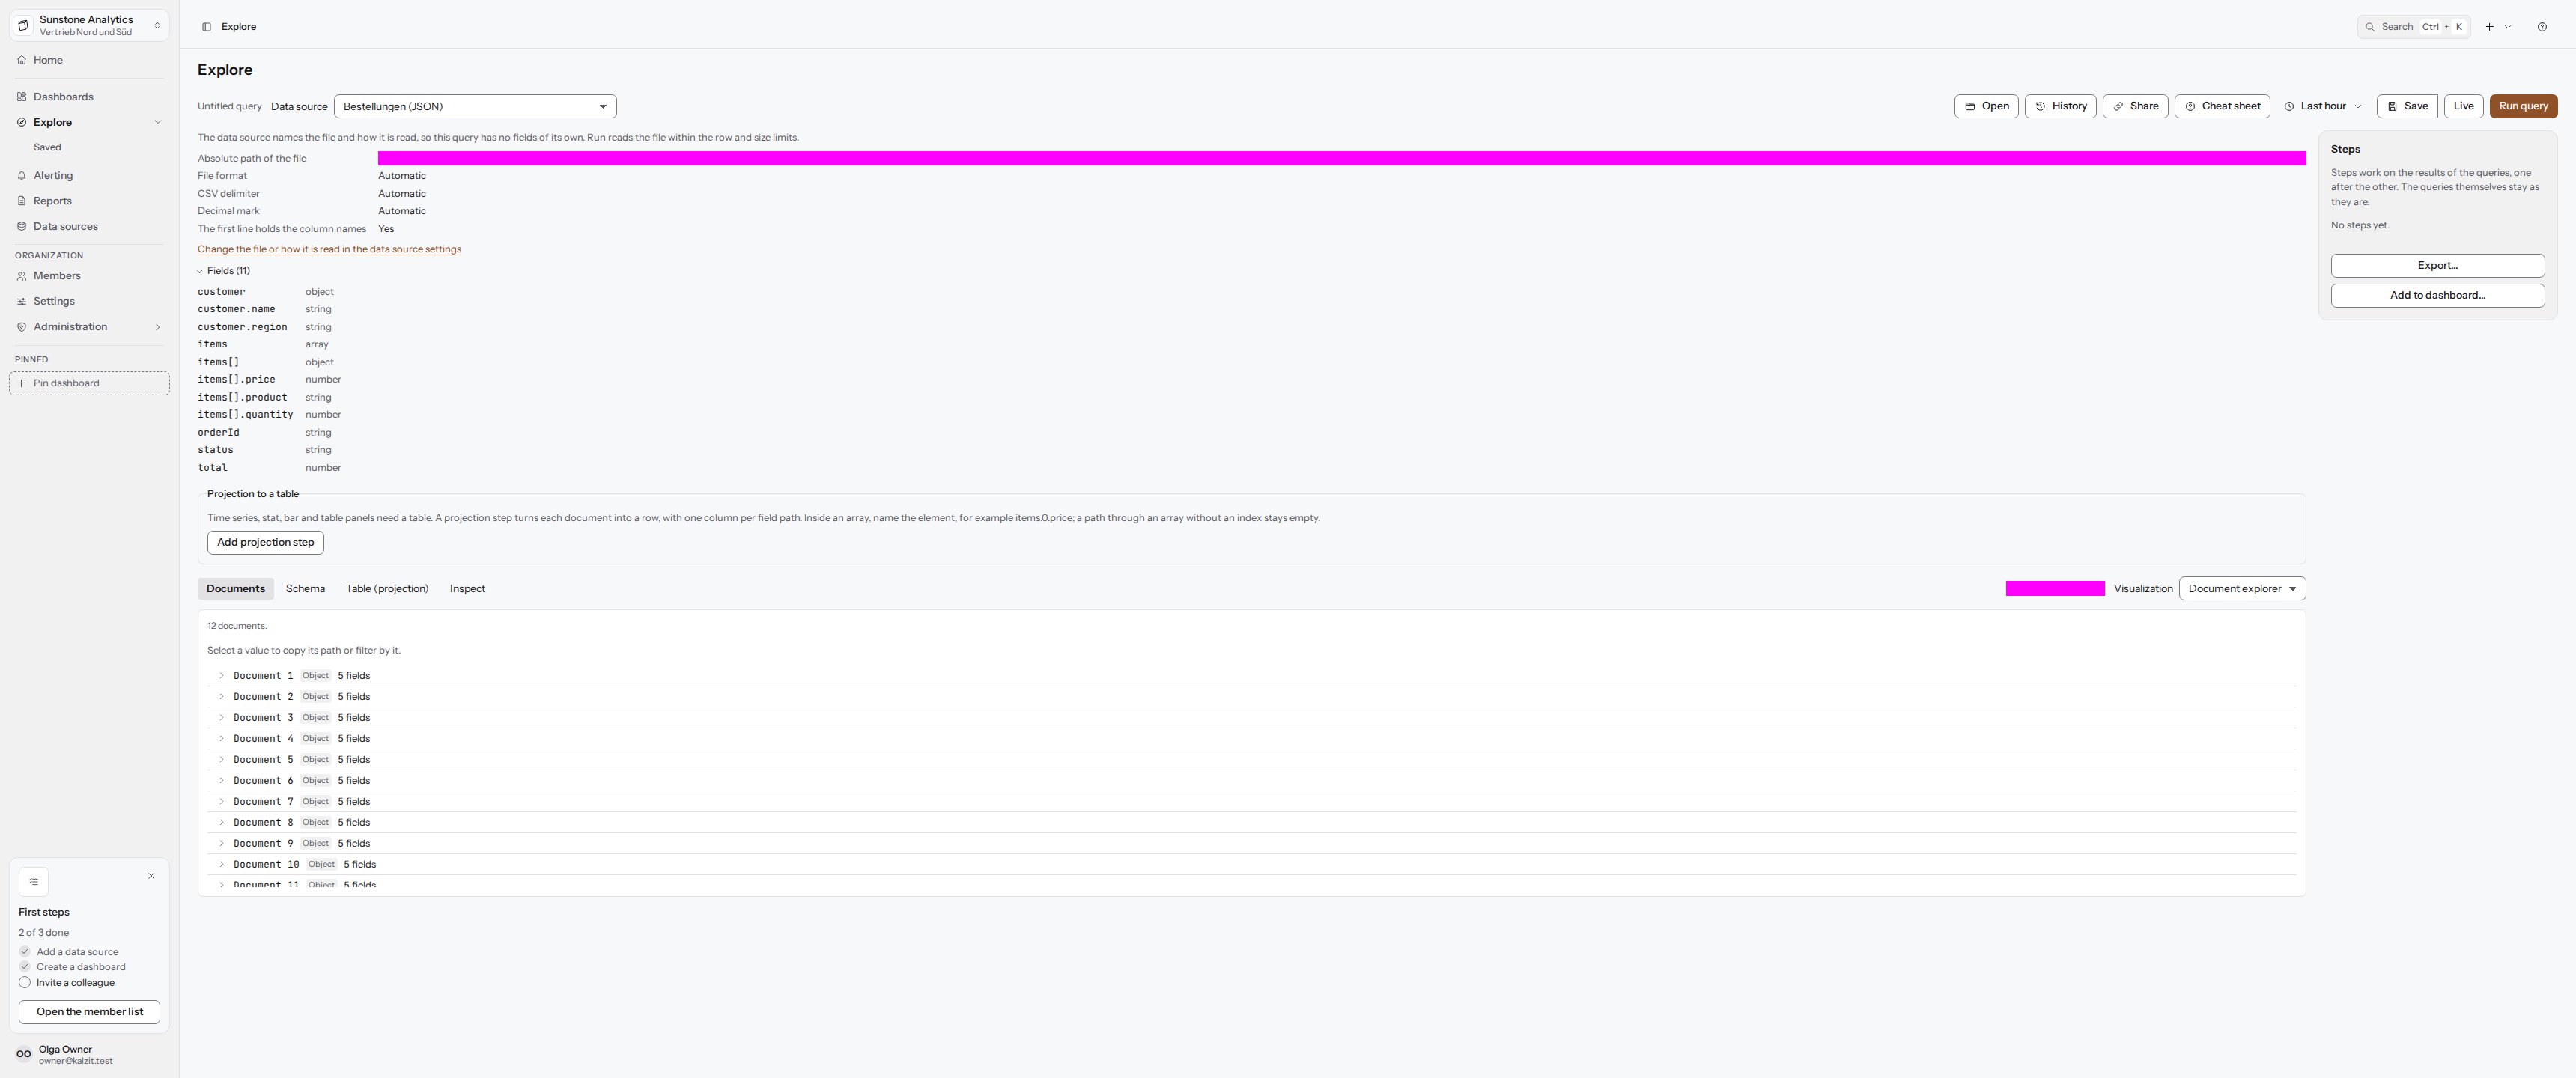 Sunstone Analytics
Vertrieb Nord und Süd
Home
Dashboards
Explore
Saved
Alerting
Reports
Data sources
ORGANIZATION
Members
Settings
Administration
PINNED
Pin dashboard
First steps
2 of 3 done
Add a data source
Create a dashboard
Invite a colleague
Open the member list
OO Olga Owner
owner@kalzit.test
Explore
Search Ctrl + K
Explore
Untitled query Data source Bestellungen (JSON) Open History Share Cheat sheet Last hour Save Live Run query
The data source names the file and how it is read, so this query has no fields of its own. Run reads the file within the row and size limits.
Absolute path of the file
File format Automatic
CSV delimiter Automatic
Decimal mark Automatic
The first line holds the column names Yes
Change the file or how it is read in the data source settings
Fields (11)
customer object
customer.name string
customer.region string
items array
items[] object
items[].price number
items[].product string
items[].quantity number
orderId string
status string
total number
Projection to a table
Time series, stat, bar and table panels need a table. A projection step turns each document into a row, with one column per field path. Inside an array, name the element, for example items.0.price; a path through an array without an index stays empty.
Add projection step
Documents Schema Table (projection) Inspect Visualization Document explorer
12 documents.
Select a value to copy its path or filter by it.
Document 1 Object 5 fields
Document 2 Object 5 fields
Document 3 Object 5 fields
Document 4 Object 5 fields
Document 5 Object 5 fields
Document 6 Object 5 fields
Document 7 Object 5 fields
Document 8 Object 5 fields
Document 9 Object 5 fields
Document 10 Object 5 fields
Document 11 Object 5 fields
Steps
Steps work on the results of the queries, one
after the other. The queries themselves stay as
they are.
No steps yet.
Export...
Add to dashboard...